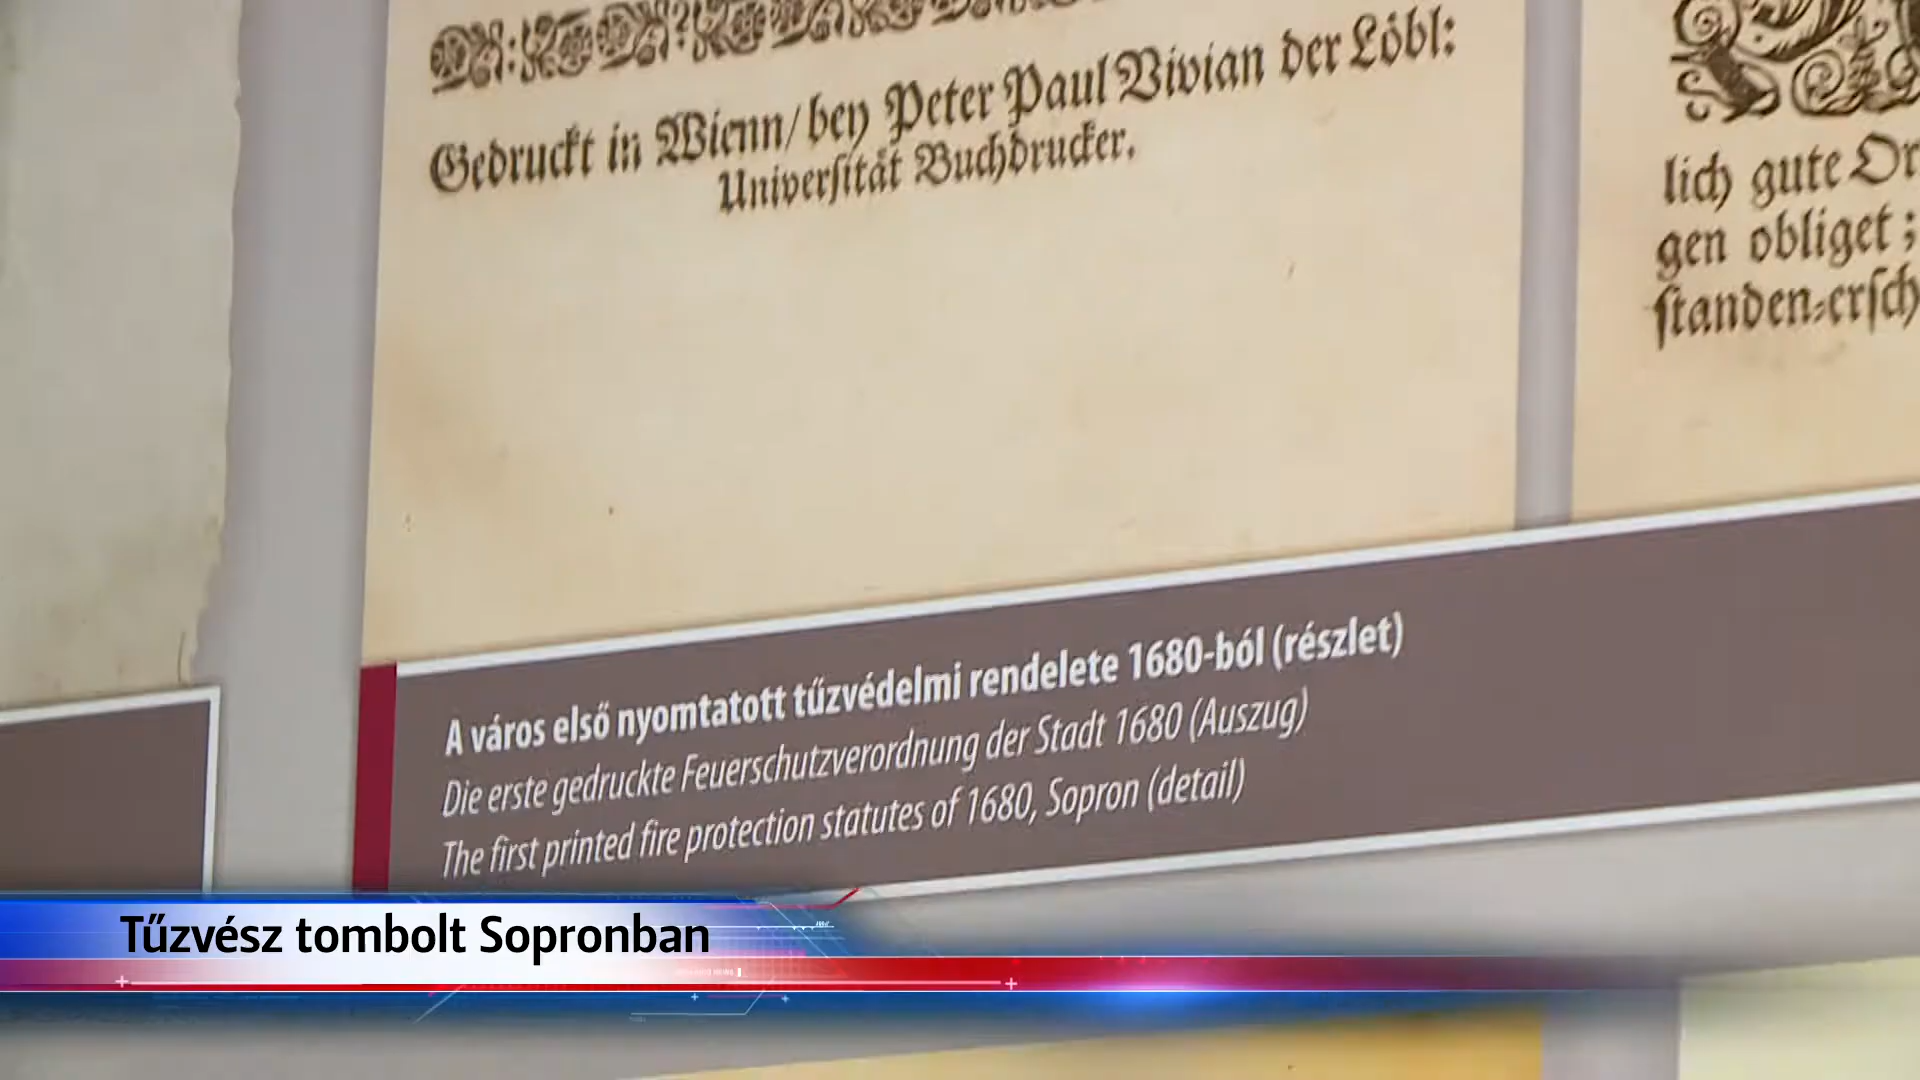 Gedruckt in Wienn/ bey Peter Paul Vivian der Löbl:
Universität Buchdrucker.
lich gute Or
gen obliget;
standen-ersch
A város első nyomtatott tűzvédelmi rendelete 1680-ból (részlet)
Die erste gedruckte Feuerschutzverordnung der Stadt 1680 (Auszug)
The first printed fire protection statutes of 1680, Sopron (detail)
Tűzvész tombolt Sopronban